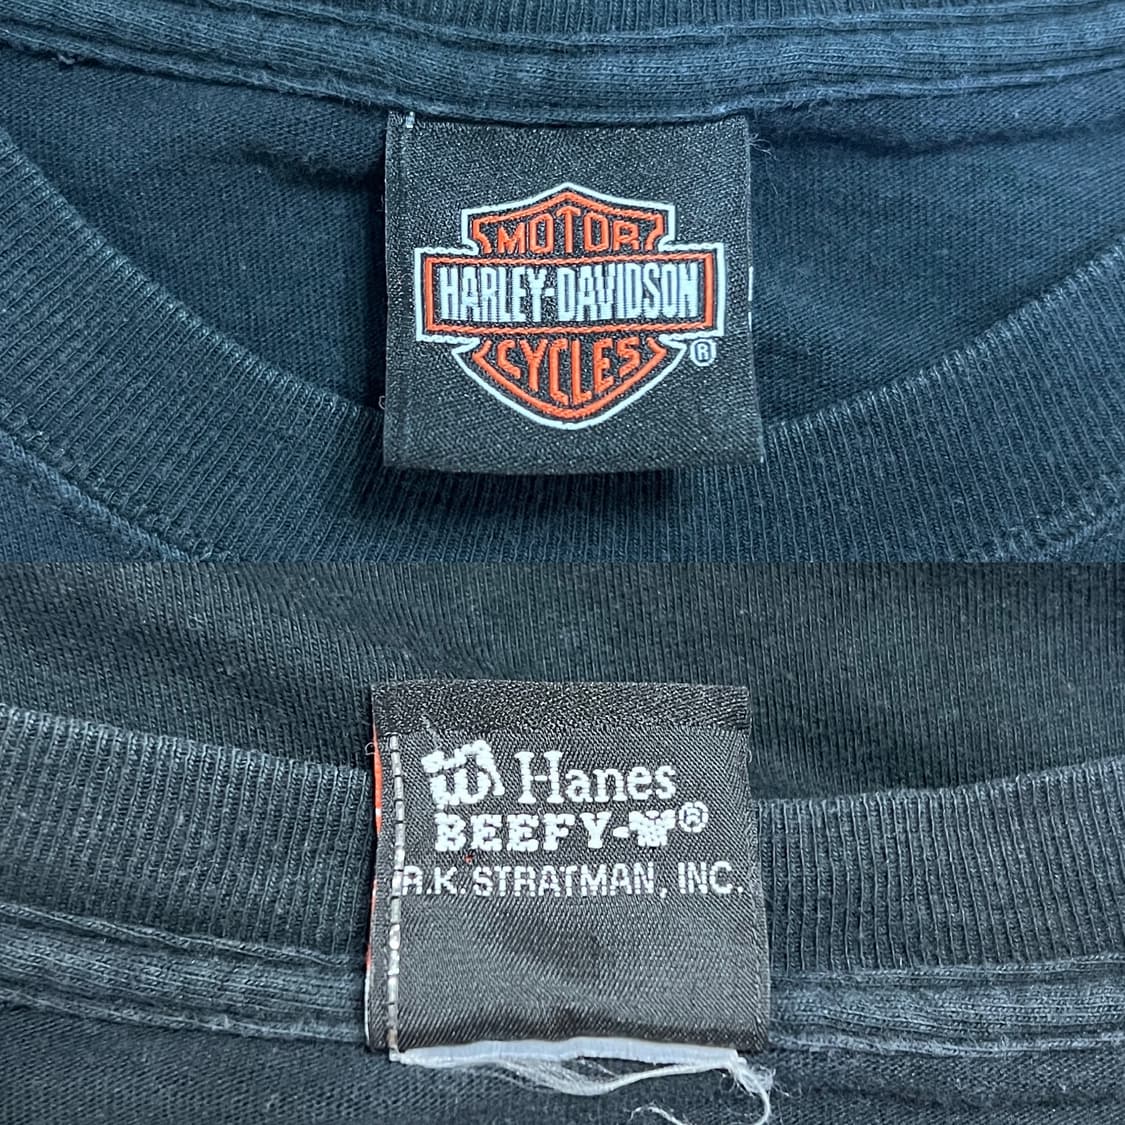 MOTOR
HARLEY-DAVIDSON
CYCLES
®
Hanes
BEEFY-®
R.K. STRATMAN, INC.